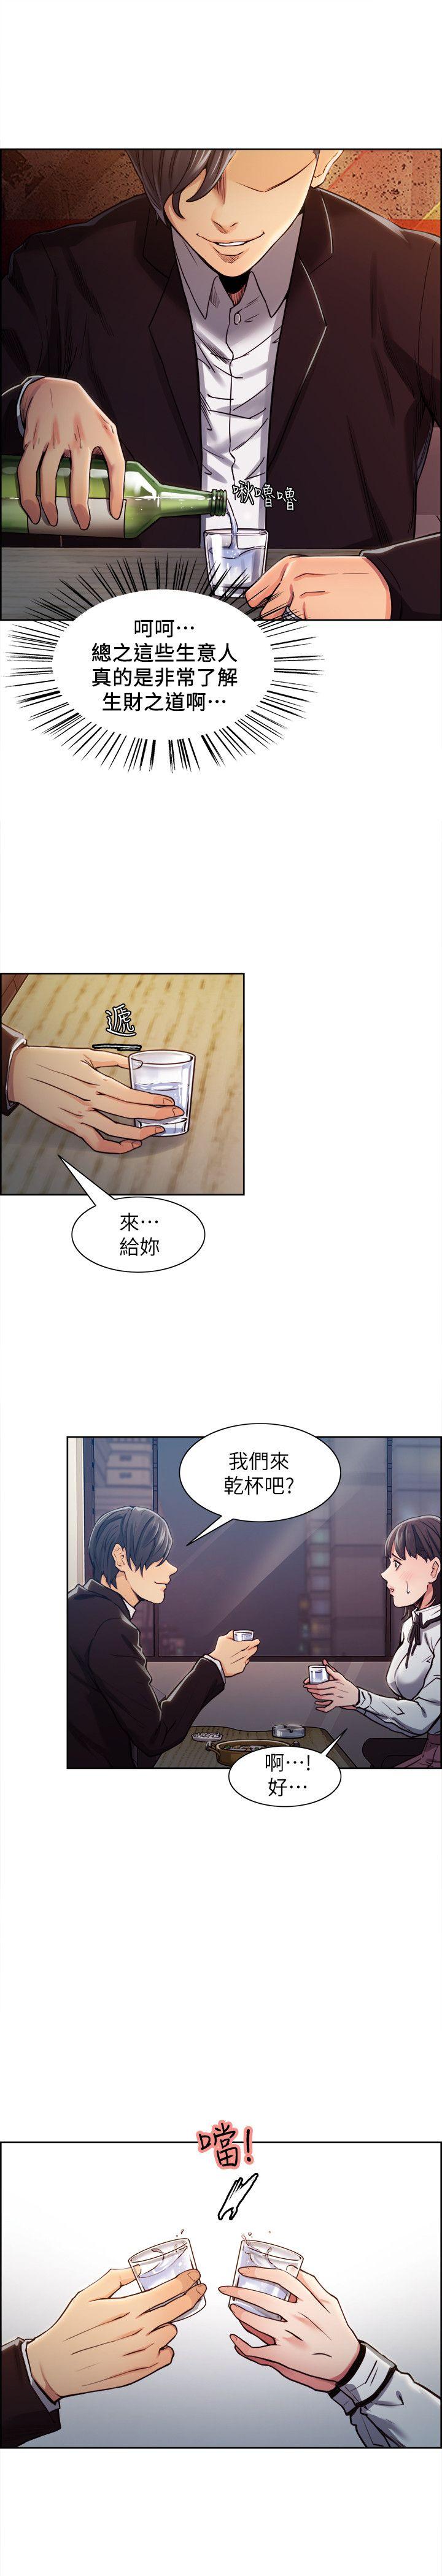 啾嚕嚕
呵呵⋯
總之這些生意人
真的是非常了解
生財之道啊⋯
遞
來⋯
給妳
我們來
乾杯吧?
啊⋯!
好⋯
噹!